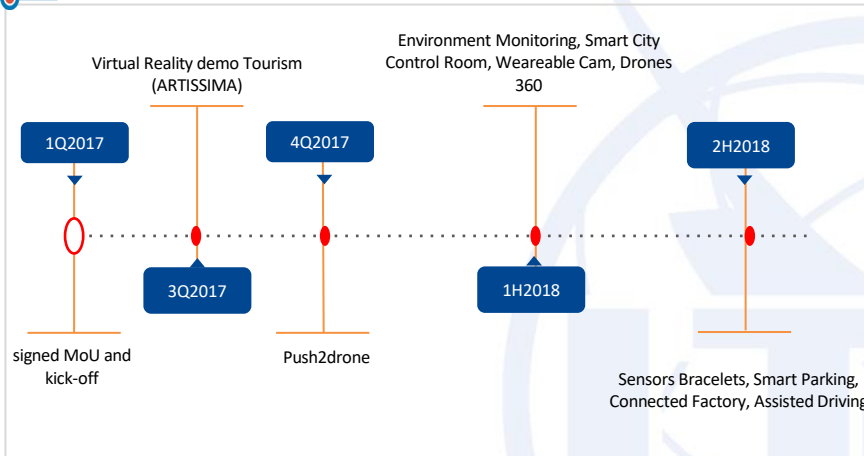 Environment Monitoring, Smart City
Control Room, Weareable Cam, Drones
360
Virtual Reality demo Tourism
(ARTISSIMA)
1Q2017
4Q2017
2H2018
3Q2017
1H2018
signed MoU and
kick-off
Push2drone
Sensors Bracelets, Smart Parking,
Connected Factory, Assisted Driving